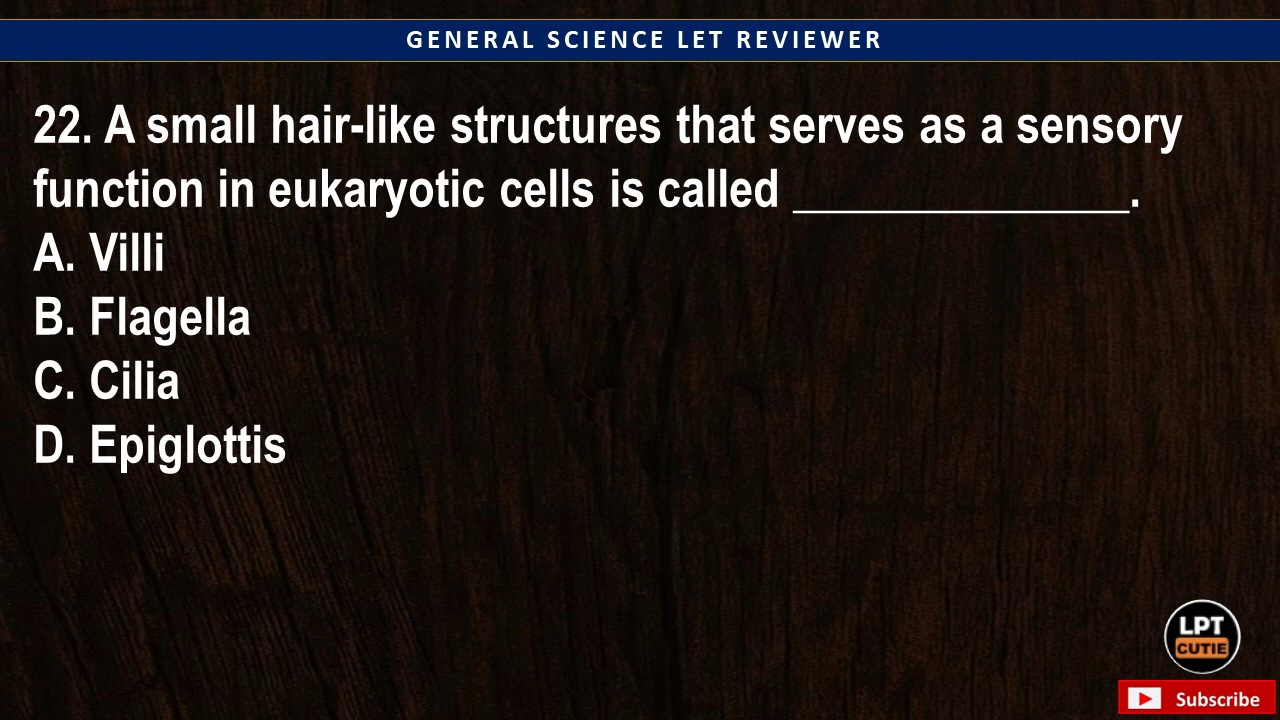 GENERAL SCIENCE LET REVIEWER
22. A small hair-like structures that serves as a sensory
function in eukaryotic cells is called _______________.
A. Villi
B. Flagella
C. Cilia
D. Epiglottis
LPT
CUTIE
Subscribe